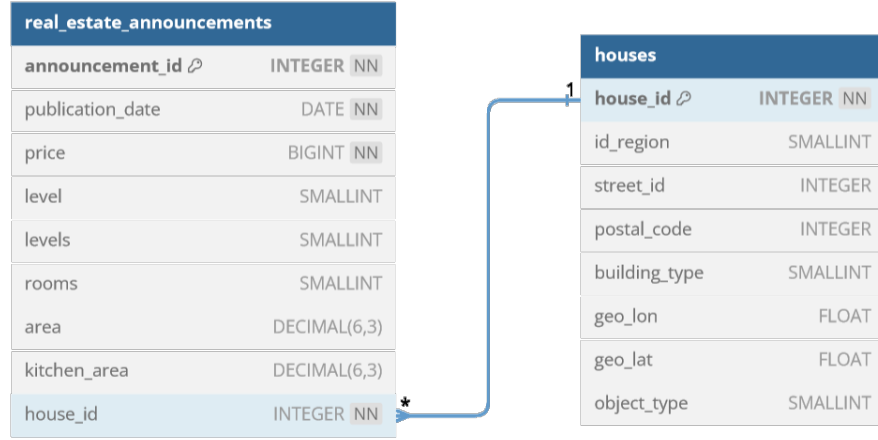 real_estate_announcements
announcement_id INTEGER NN
publication_date DATE NN
price BIGINT NN
level SMALLINT
levels SMALLINT
rooms SMALLINT
area DECIMAL(6,3)
kitchen_area DECIMAL(6,3)
house_id INTEGER NN
*
1
houses
house_id INTEGER NN
id_region SMALLINT
street_id INTEGER
postal_code INTEGER
building_type SMALLINT
geo_lon FLOAT
geo_lat FLOAT
object_type SMALLINT